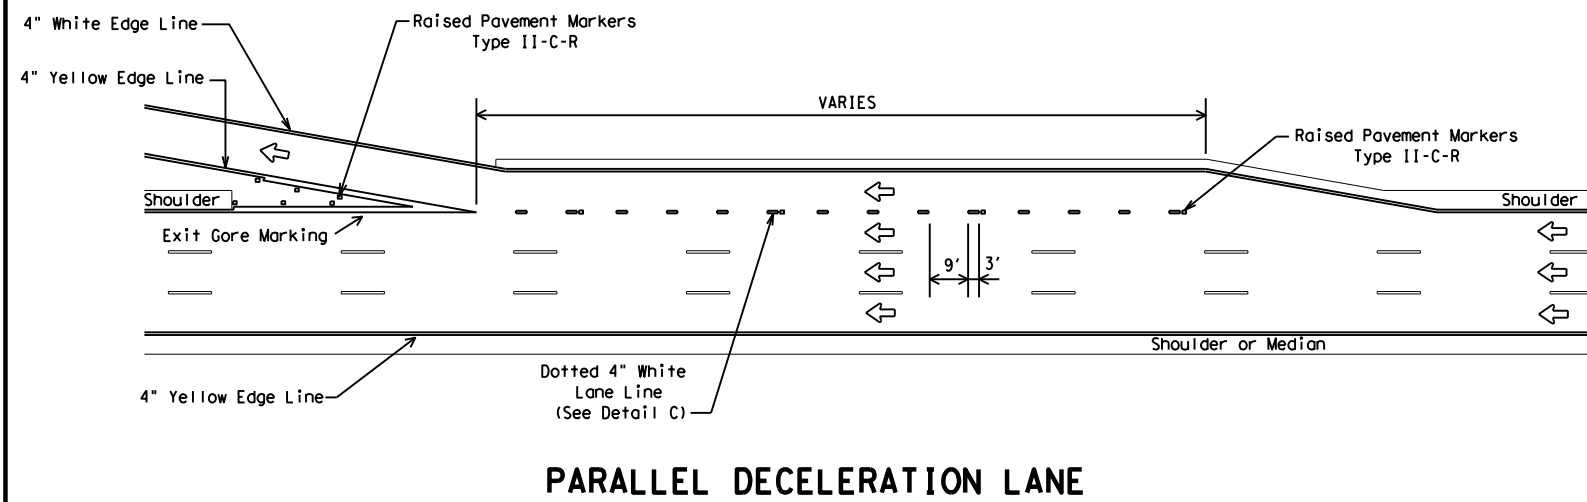 4" White Edge Line
Raised Pavement Markers
Type II-C-R
4" Yellow Edge Line
VARIES
Raised Pavement Markers
Type II-C-R
Shoulder
Shoulder
Exit Gore Marking
9'
3'
Shoulder or Median
Dotted 4" White
Lane Line
(See Detail C)
4" Yellow Edge Line
PARALLEL DECELERATION LANE